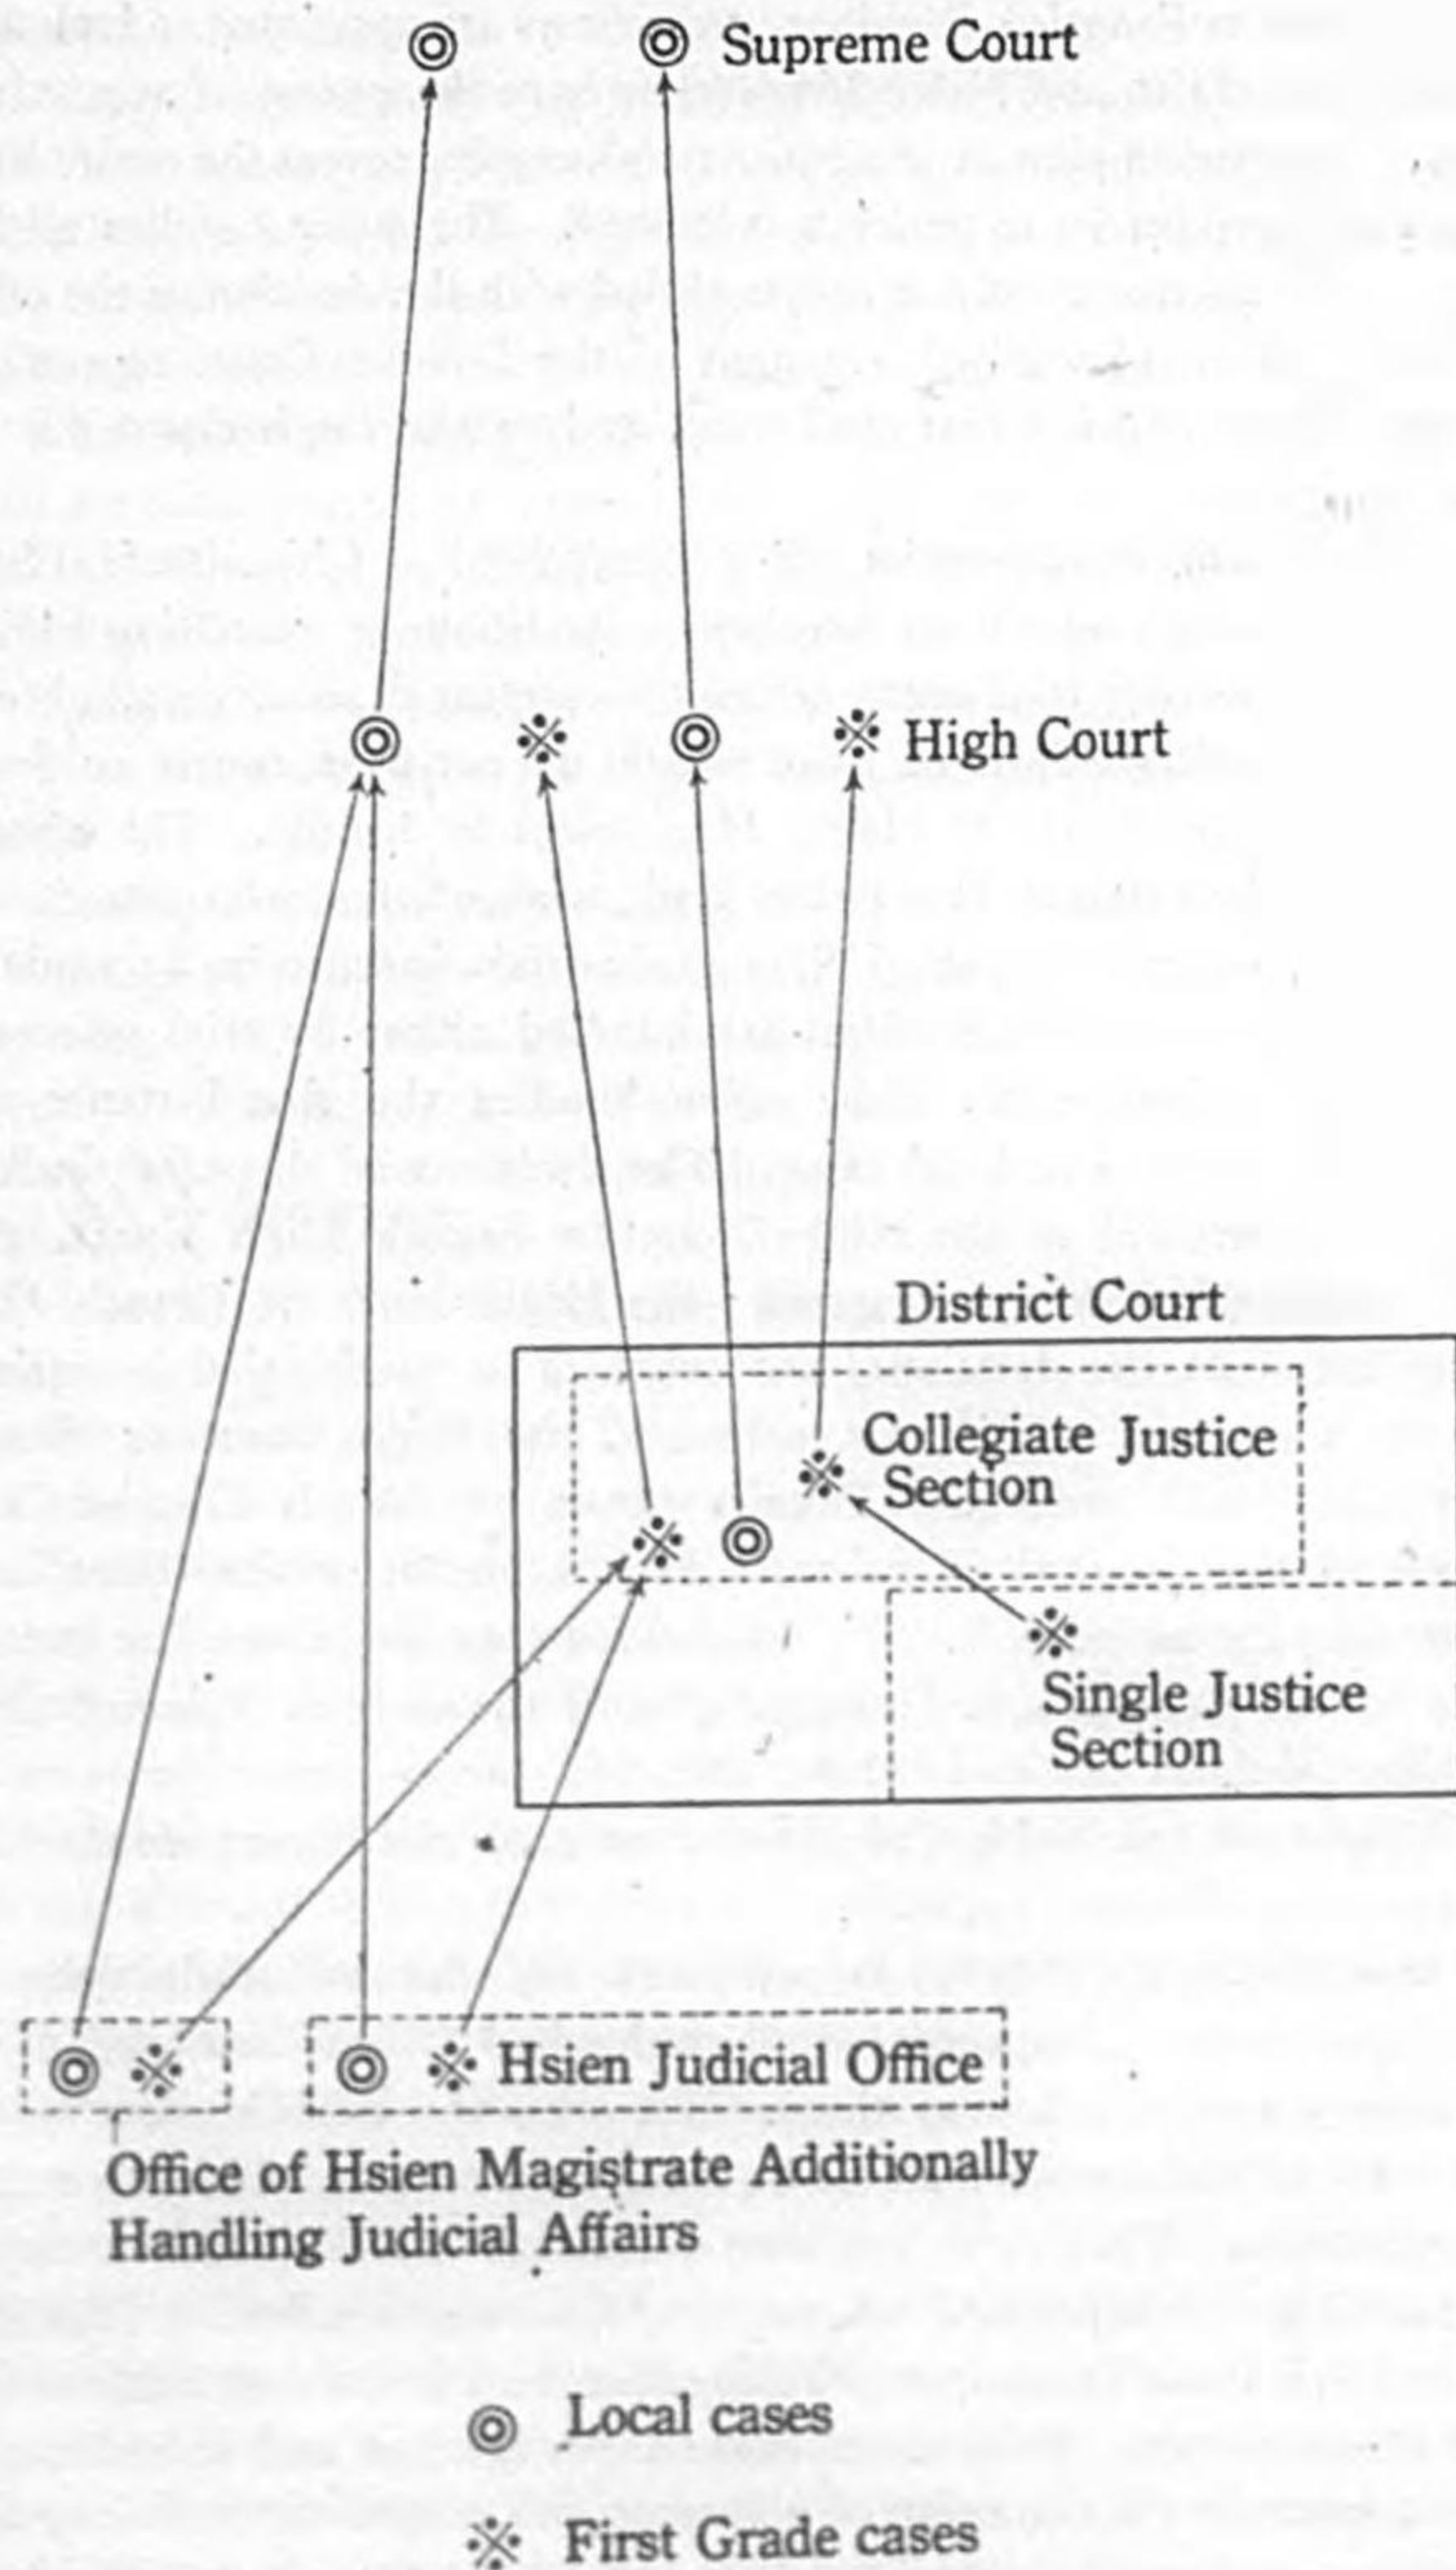 Supreme Court
High Court
District Court
Collegiate Justice
Section
Single Justice
Section
Hsien Judicial Office
Office of Hsien Magistrate Additionally
Handling Judicial Affairs
◎ Local cases
※ First Grade cases